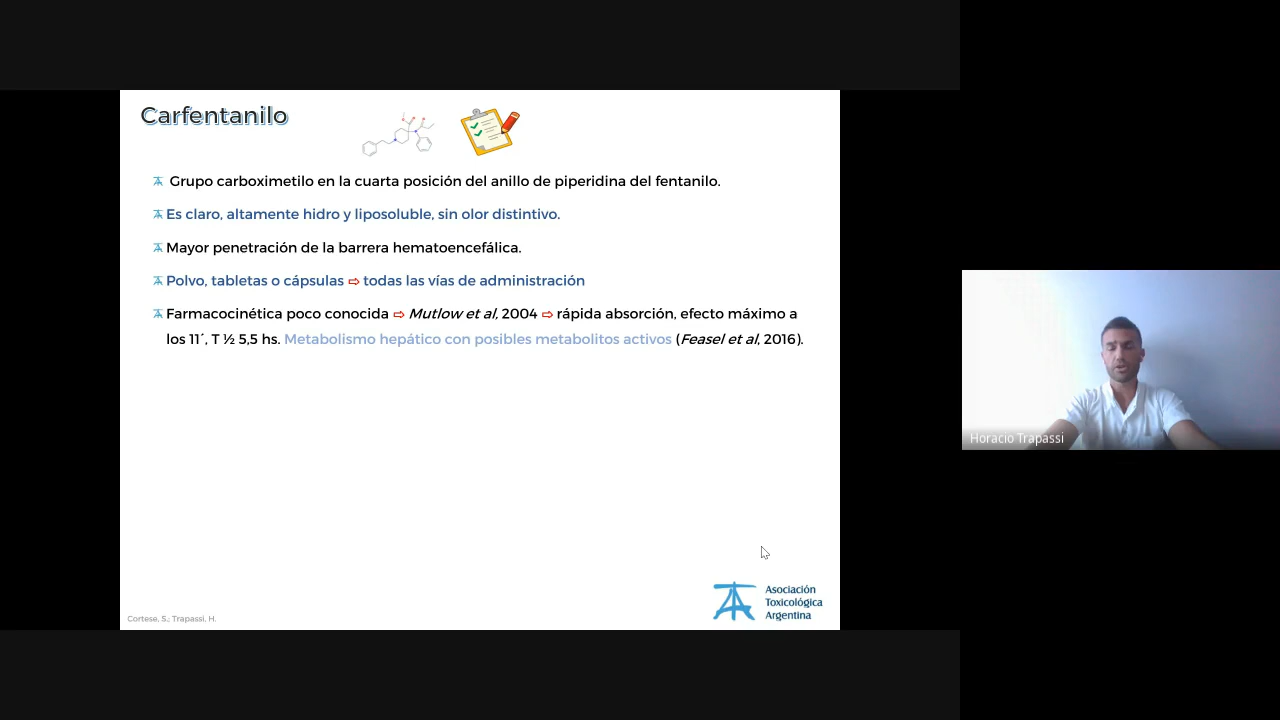 Carfentanilo
Grupo carboximetilo en la cuarta posición del anillo de piperidina del fentanilo.
Es claro, altamente hidro y liposoluble, sin olor distintivo.
Mayor penetración de la barrera hematoencefálica.
Polvo, tabletas o cápsulas ⇨ todas las vías de administración
Farmacocinética poco conocida ⇨ Mutlow et al, 2004 ⇨ rápida absorción, efecto máximo a
los 11´, T ½ 5,5 hs. Metabolismo hepático con posibles metabolitos activos (Feasel et al, 2016).
Horacio Trapassi
Asociación
Toxicológica
Argentina
Cortese, S.; Trapassi, H.